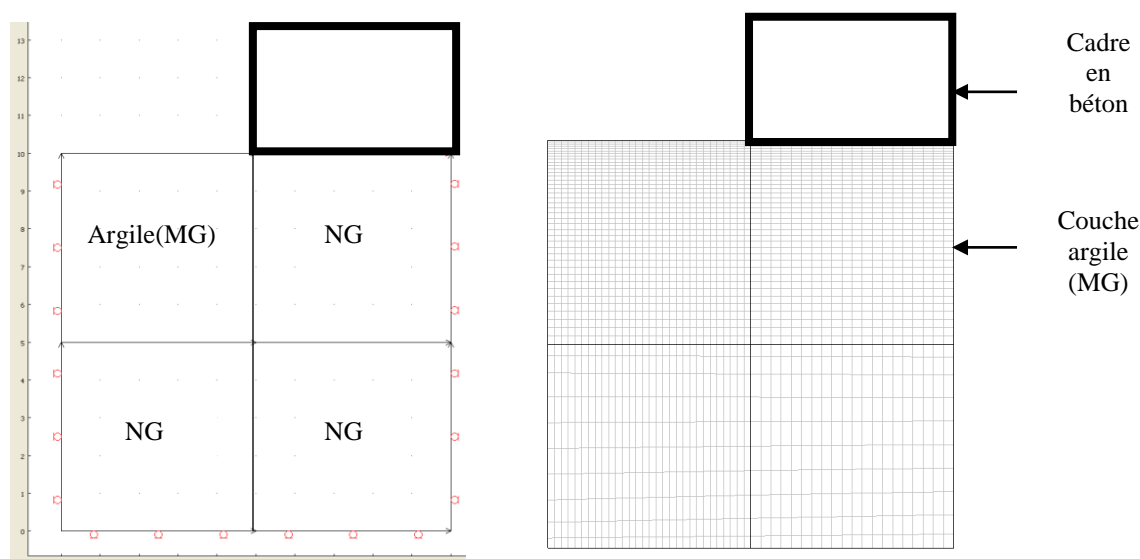 13
12
11
10
9
8
7
6
5
4
3
2
1
0
Argile(MG)
NG
NG
NG
Cadre
en
béton
Couche
argile
(MG)